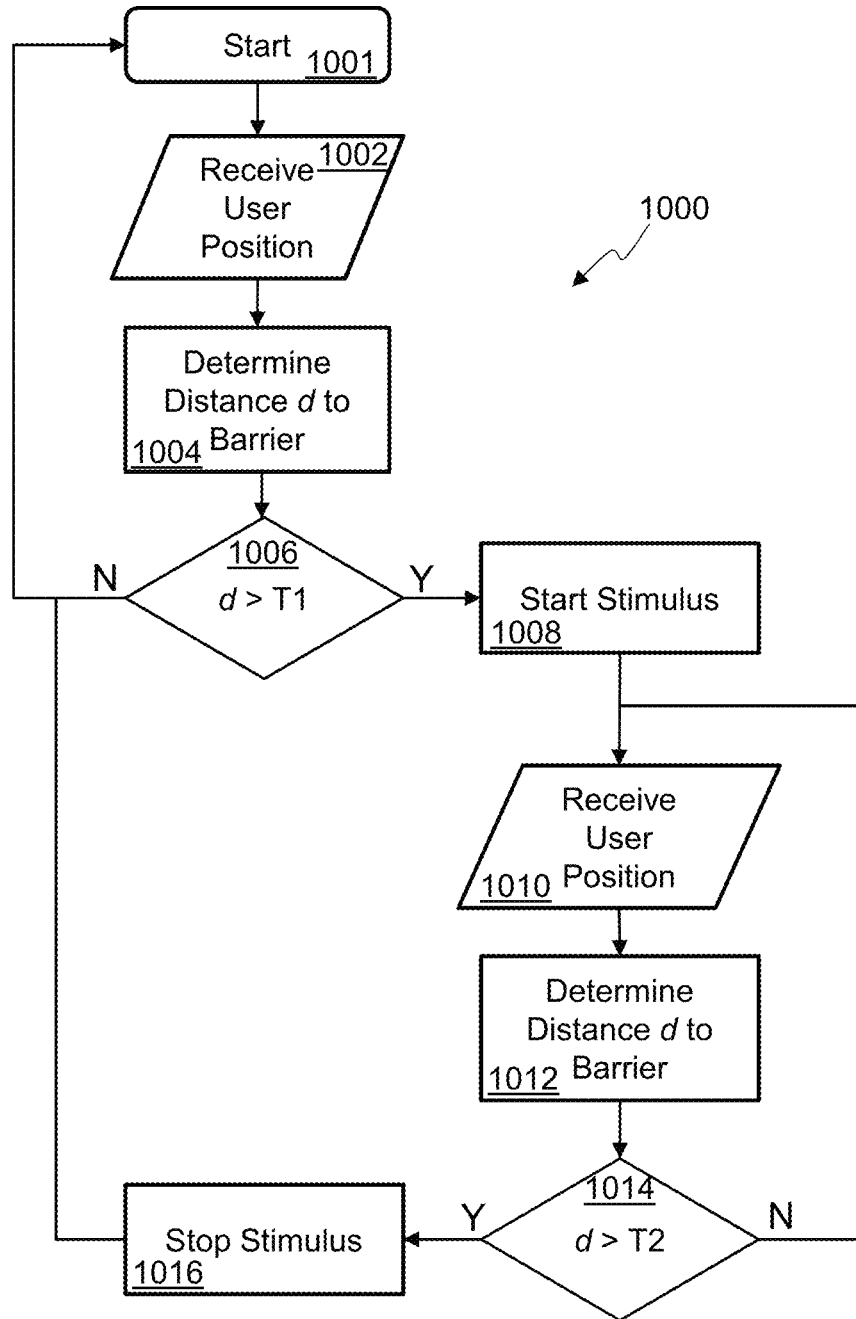 Start
1001
1002
Receive
User
Position
1000
Determine
Distance d to
Barrier
1004
1006
N
Y
d > T1
Start Stimulus
1008
Receive
User
Position
1010
Determine
Distance d to
Barrier
1012
1014
Y
N
d > T2
Stop Stimulus
1016